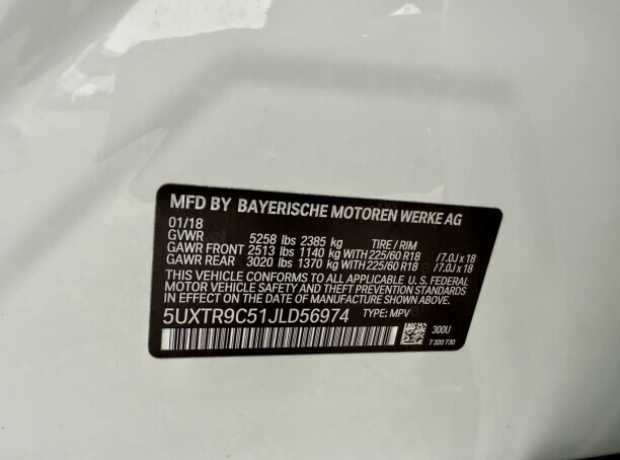 MFD BY BAYERISCHE MOTOREN WERKE AG
01/18
GVWR 5258 lbs 2385 kg TIRE / RIM
GAWR FRONT 2513 lbs 1140 kg WITH 225/60 R18 /7.0J x 18
GAWR REAR 3020 lbs 1370 kg WITH 225/60 R18 /7.0J x 18
THIS VEHICLE CONFORMS TO ALL APPLICABLE U. S. FEDERAL
MOTOR VEHICLE SAFETY AND THEFT PREVENTION STANDARDS
IN EFFECT ON THE DATE OF MANUFACTURE SHOWN ABOVE.
5UXTR9C51JLD56974 TYPE: MPV
300U
7 320 730